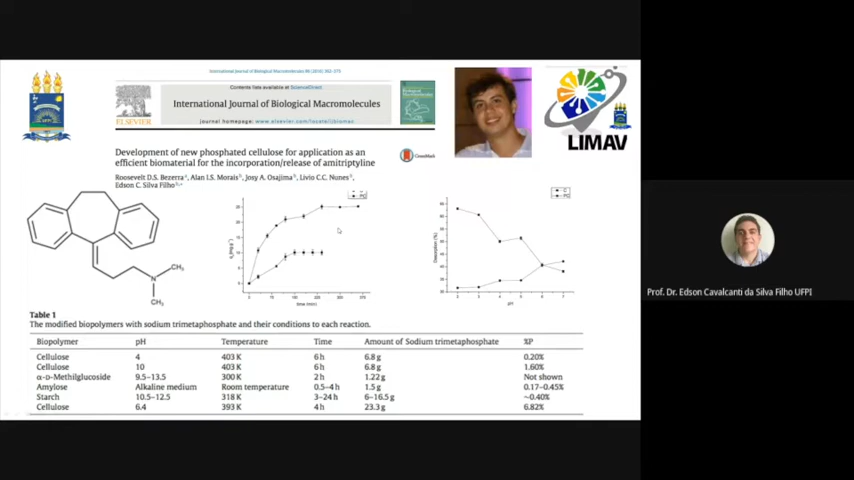 International Journal of Biological Macromolecules
Contents lists available at ScienceDirect
International Journal of Biological Macromolecules
journal homepage: www.elsevier.com/locate/ijbiomac
ELSEVIER
LIMAV
CrossMark
Development of new phosphated cellulose for application as an
efficient biomaterial for the incorporation/release of amitriptyline
Roosevelt D.S. Bezerra, Alan I.S. Morais, Josy A. Osajima, Livio C.C. Nunes,
Edson C. Silva Filho
N
CH₃
CH₃
time (min)
Desorption (%)
pH
Prof. Dr. Edson Cavalcanti da Silva Filho UFPI
Table 1
The modified biopolymers with sodium trimetaphosphate and their conditions to each reaction.
Biopolymer pH Temperature Time Amount of Sodium trimetaphosphate %P
Cellulose 4 403 K 6 h 6.8 g 0.20%
Cellulose 10 403 K 6 h 6.8 g 1.60%
α-D-Methilglucoside 9.5–13.5 300 K 2 h 1.22 g Not shown
Amylose Alkaline medium Room temperature 0.5–4 h 1.5 g 0.17–0.45%
Starch 10.5–12.5 318 K 3–24 h 6–16.5 g ~0.40%
Cellulose 6.4 393 K 4 h 23.3 g 6.82%